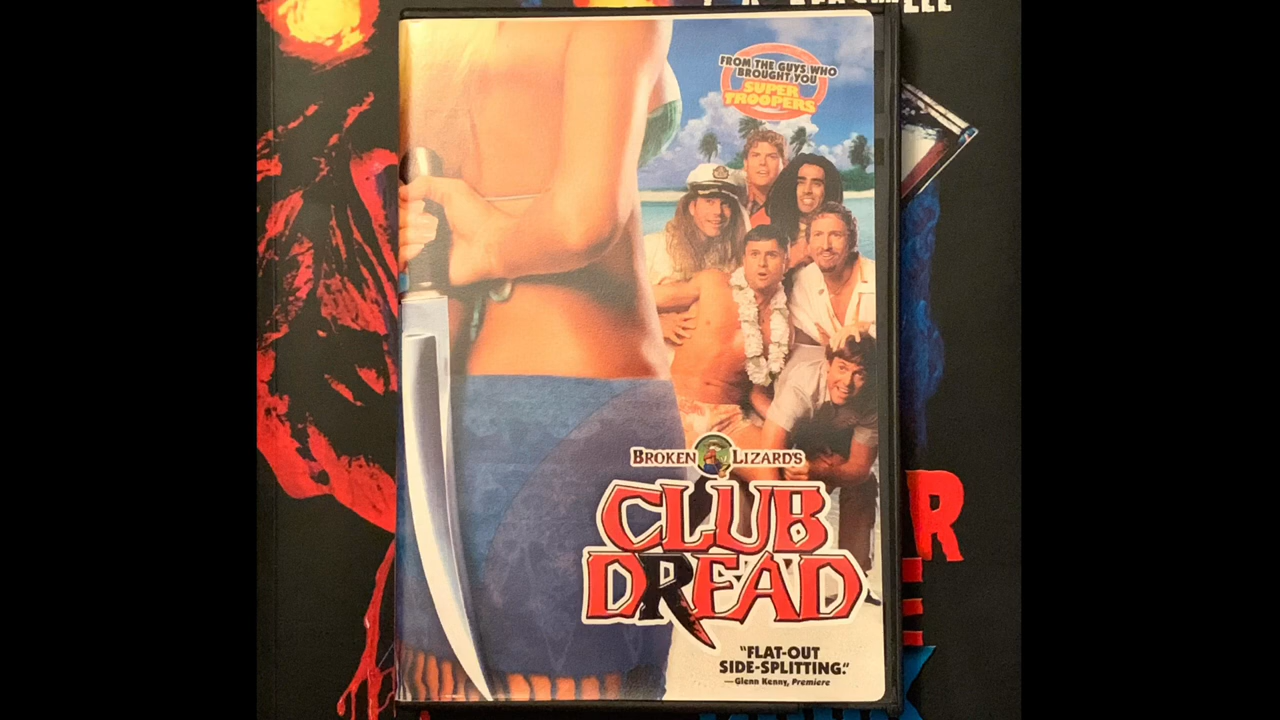 FROM THE GUYS WHO
BROUGHT YOU
SUPER
TROOPERS
BROKEN LIZARD'S
CLUB
DREAD
"FLAT-OUT
SIDE-SPLITTING."
—Glenn Kenny, Premiere